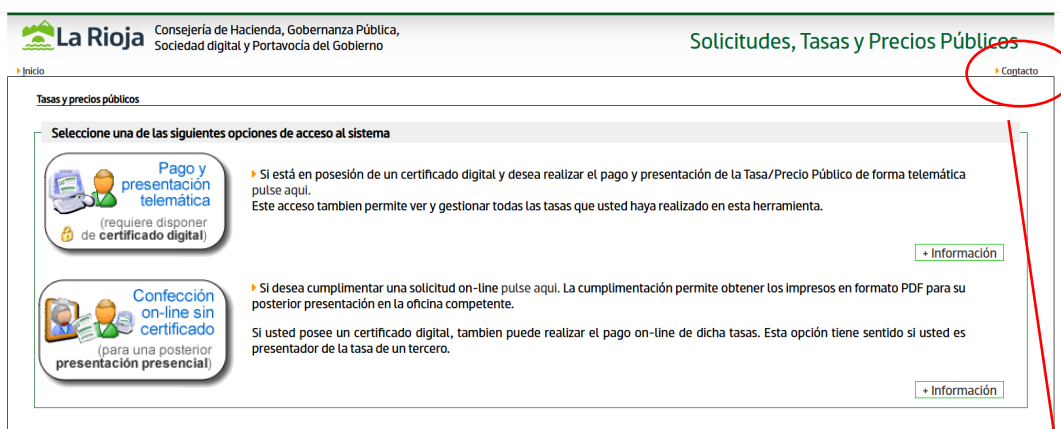 La Rioja
Consejería de Hacienda, Gobernanza Pública,
Sociedad digital y Portavocía del Gobierno
Solicitudes, Tasas y Precios Públicos
Inicio
Contacto
Tasas y precios públicos
Seleccione una de las siguientes opciones de acceso al sistema
Pago y
presentación
telemática
(requiere disponer
de certificado digital)
Si está en posesión de un certificado digital y desea realizar el pago y presentación de la Tasa/Precio Público de forma telemática
pulse aqui.
Este acceso tambien permite ver y gestionar todas las tasas que usted haya realizado en esta herramienta.
+ Información
Confección
on-line sin
certificado
(para una posterior
presentación presencial)
Si desea cumplimentar una solicitud on-line pulse aqui. La cumplimentación permite obtener los impresos en formato PDF para su
posterior presentación en la oficina competente.
Si usted posee un certificado digital, tambien puede realizar el pago on-line de dicha tasas. Esta opción tiene sentido si usted es
presentador de la tasa de un tercero.
+ Información